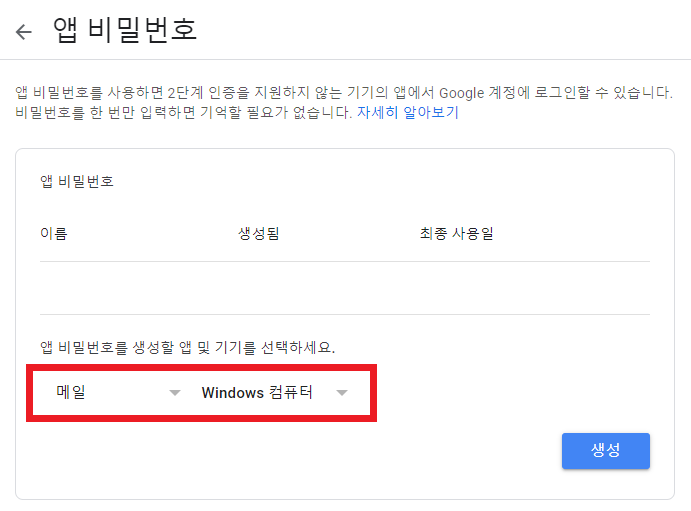 앱 비밀번호
앱 비밀번호를 사용하면 2단계 인증을 지원하지 않는 기기의 앱에서 Google 계정에 로그인할 수 있습니다.
비밀번호를 한 번만 입력하면 기억할 필요가 없습니다. 자세히 알아보기
앱 비밀번호
이름 생성됨 최종 사용일
앱 비밀번호를 생성할 앱 및 기기를 선택하세요.
메일 Windows 컴퓨터
생성